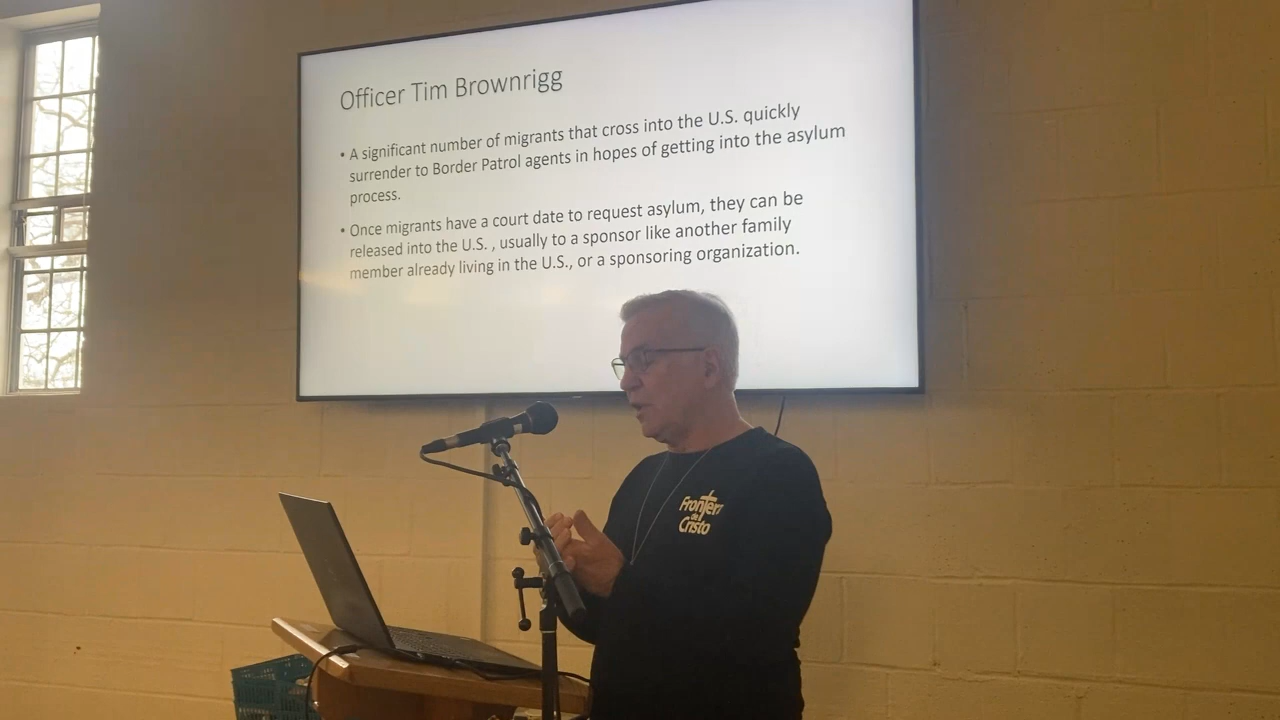 Officer Tim Brownrigg
• A significant number of migrants that cross into the U.S. quickly
surrender to Border Patrol agents in hopes of getting into the asylum
process.
• Once migrants have a court date to request asylum, they can be
released into the U.S. , usually to a sponsor like another family
member already living in the U.S., or a sponsoring organization.
Frontera
de
Cristo